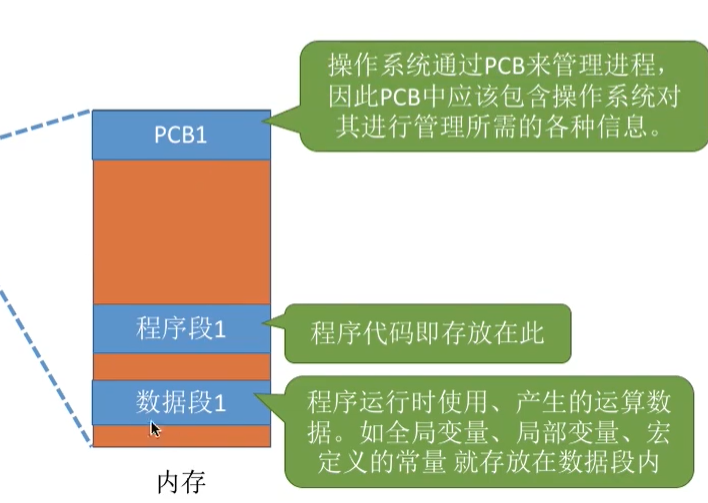 操作系统通过PCB来管理进程，
因此PCB中应该包含操作系统对
其进行管理所需的各种信息。
PCB1
程序段1
程序代码即存放在此
数据段1
程序运行时使用、产生的运算数
据。如全局变量、局部变量、宏
定义的常量 就存放在数据段内
内存